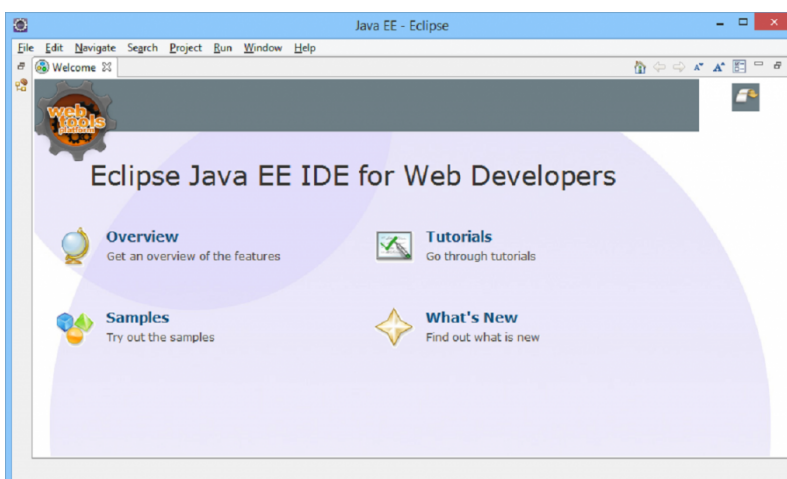 Java EE - Eclipse
File Edit Navigate Search Project Run Window Help
Welcome
web
tools
platform
Eclipse Java EE IDE for Web Developers
Overview
Get an overview of the features
Tutorials
Go through tutorials
Samples
Try out the samples
What's New
Find out what is new